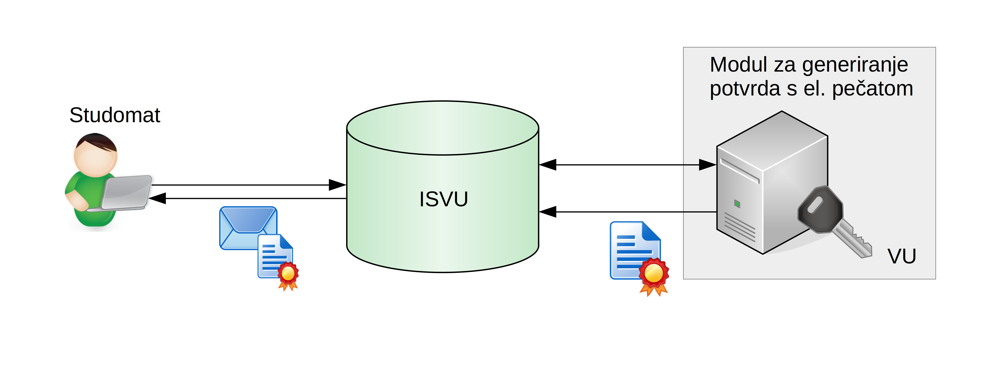 Studomat
ISVU
Modul za generiranje
potvrda s el. pečatom
VU